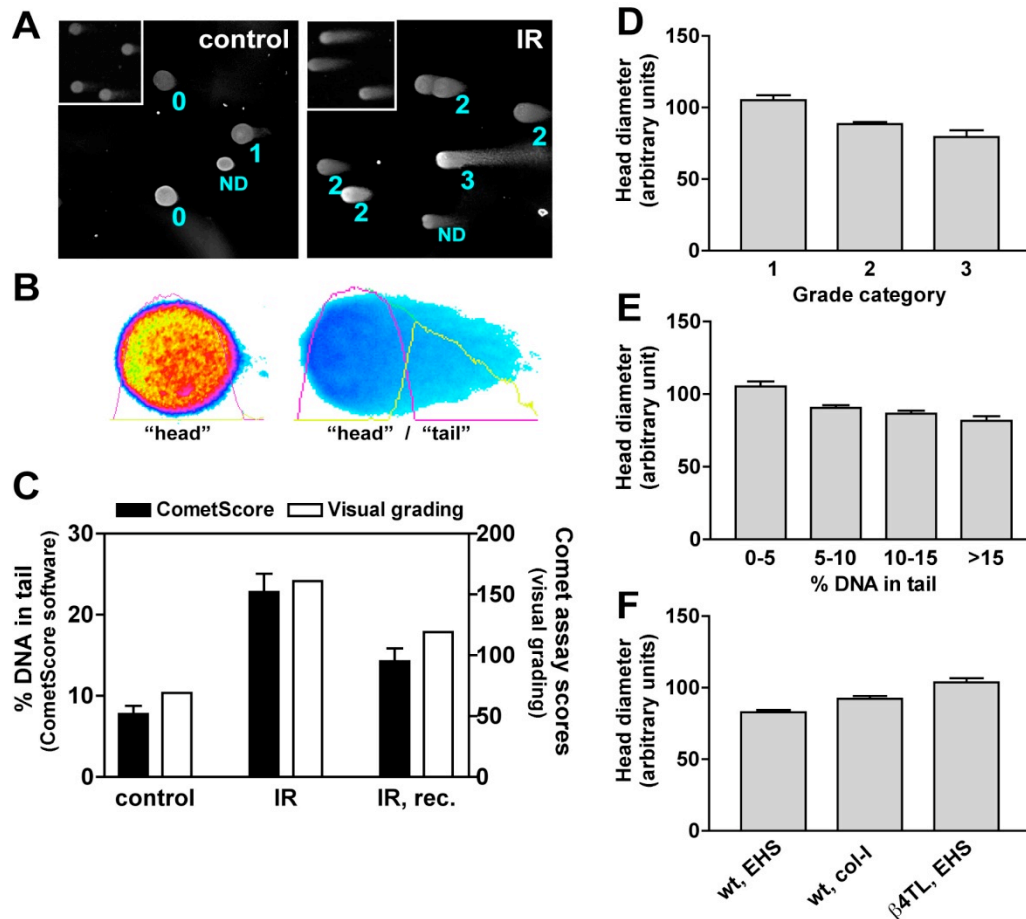 A
control
0
1
ND
0
IR
2
2
3
2
2
ND
B
“head”
“head” / “tail”
C
CometScore
Visual grading
% DNA in tail
(CometScore software)
30
20
10
0
Comet assay scores
(visual grading)
200
150
100
50
0
control
IR
IR, rec.
D
Head diameter
(arbitrary units)
150
100
50
0
1
2
3
Grade category
E
Head diameter
(arbitrary unit)
150
100
50
0
0-5
5-10
10-15
>15
% DNA in tail
F
Head diameter
(arbitrary units)
150
100
50
0
wt, EHS
wt, col-I
β4TL, EHS